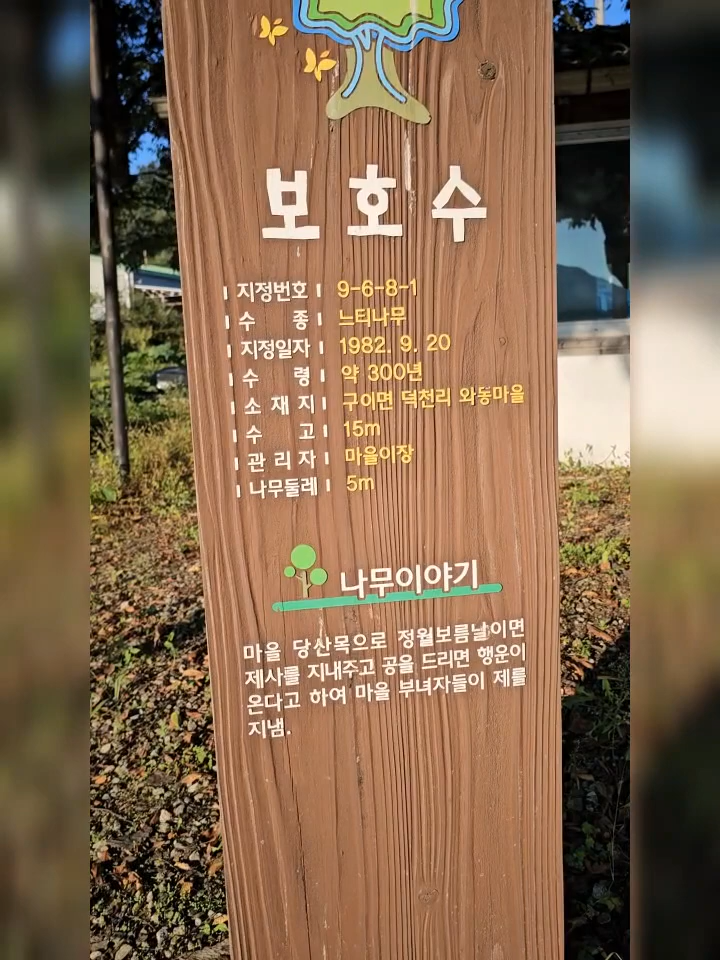 보호수
지정번호 9-6-8-1
수 종 느티나무
지정일자 1982. 9. 20
수 령 약 300년
소 재 지 구이면 덕천리 와동마을
수 고 15m
관 리 자 마을이장
나무둘레 5m
나무이야기
마을 당산목으로 정월보름날이면
제사를 지내주고 공을 드리면 행운이
온다고 하여 마을 부녀자들이 제를
지냄.